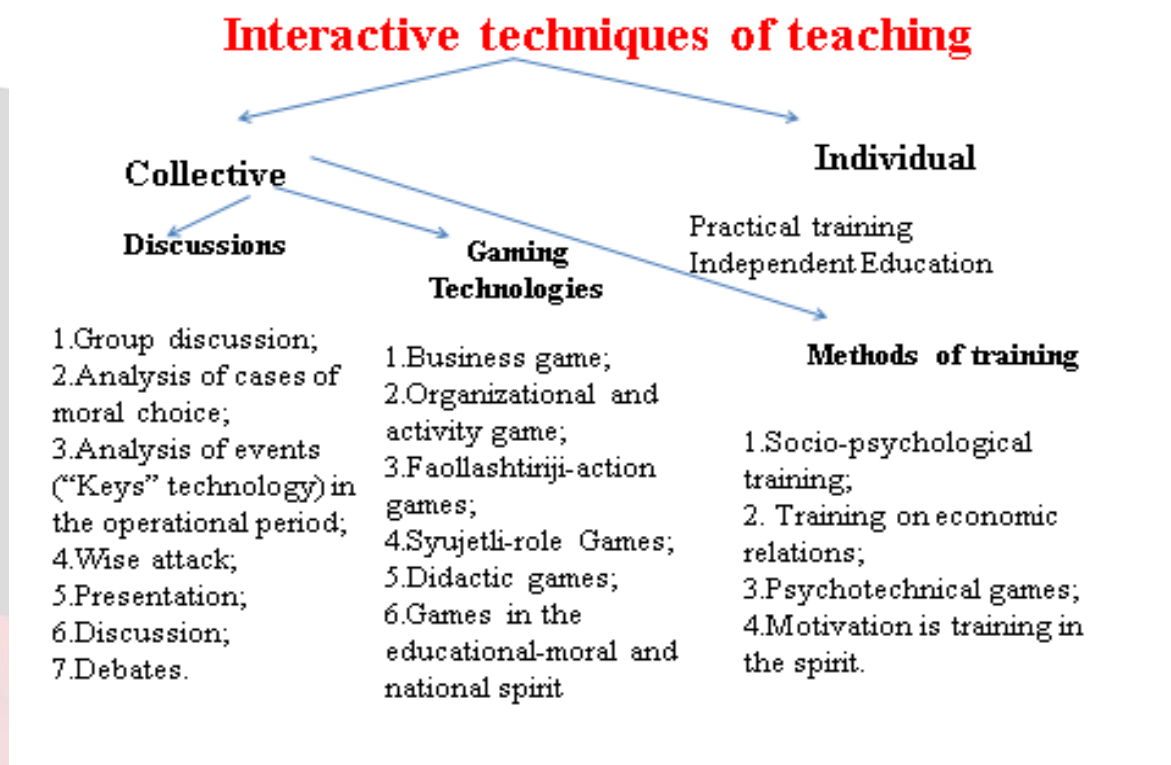 Interactive techniques of teaching
Collective
Individual
Discussions
Gaming
Technologies
Practical training
Independent Education
Methods of training
1.Group discussion;
2.Analysis of cases of
moral choice;
3.Analysis of events
(“Keys” technology) in
the operational period;
4.Wise attack;
5.Presentation;
6.Discussion;
7.Debates.
1.Business game;
2.Organizational and
activity game;
3.Faollashtiriji-action
games;
4.Syujetli-role Games;
5.Didactic games;
6.Games in the
educational-moral and
national spirit
1.Socio-psychological
training;
2. Training on economic
relations;
3.Psychotechnical games;
4.Motivation is training in
the spirit.